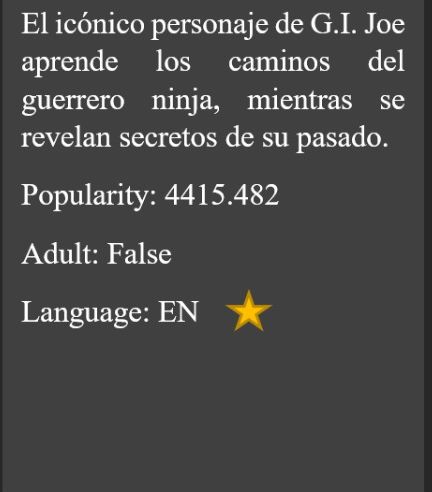 El icónico personaje de G.I. Joe
aprende los caminos del
guerrero ninja, mientras se
revelan secretos de su pasado.
Popularity: 4415.482
Adult: False
Language: EN